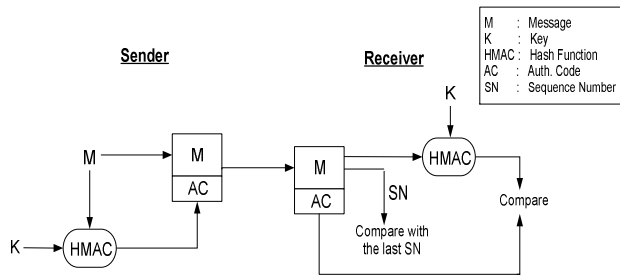 M : Message
K : Key
HMAC : Hash Function
AC : Auth. Code
SN : Sequence Number
Sender
Receiver
K
M
M
AC
M
AC
HMAC
SN
Compare
Compare with
the last SN
K
HMAC